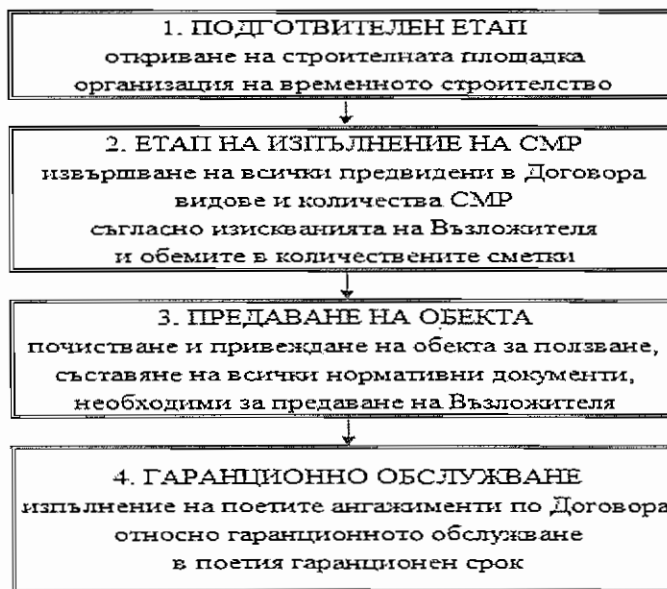 1. ПОДГОТВИТЕЛЕН ЕТАП
откриване на строителната площадка
организация на временното строителство
2. ЕТАП НА ИЗПЪЛНЕНИЕ НА СМР
извършване на всички предвидени в Договора
видове и количества СМР
съгласно изискванията на Възложителя
и обемите в количествените сметки
3. ПРЕДАВАНЕ НА ОБЕКТА
почистване и привеждане на обекта за ползване,
съставяне на всички нормативни документи,
необходими за предаване на Възложителя
4. ГАРАНЦИОННО ОБСЛУЖВАНЕ
изпълнение на поетите ангажименти по Договора
относно гаранционното обслужване
в поетия гаранционен срок